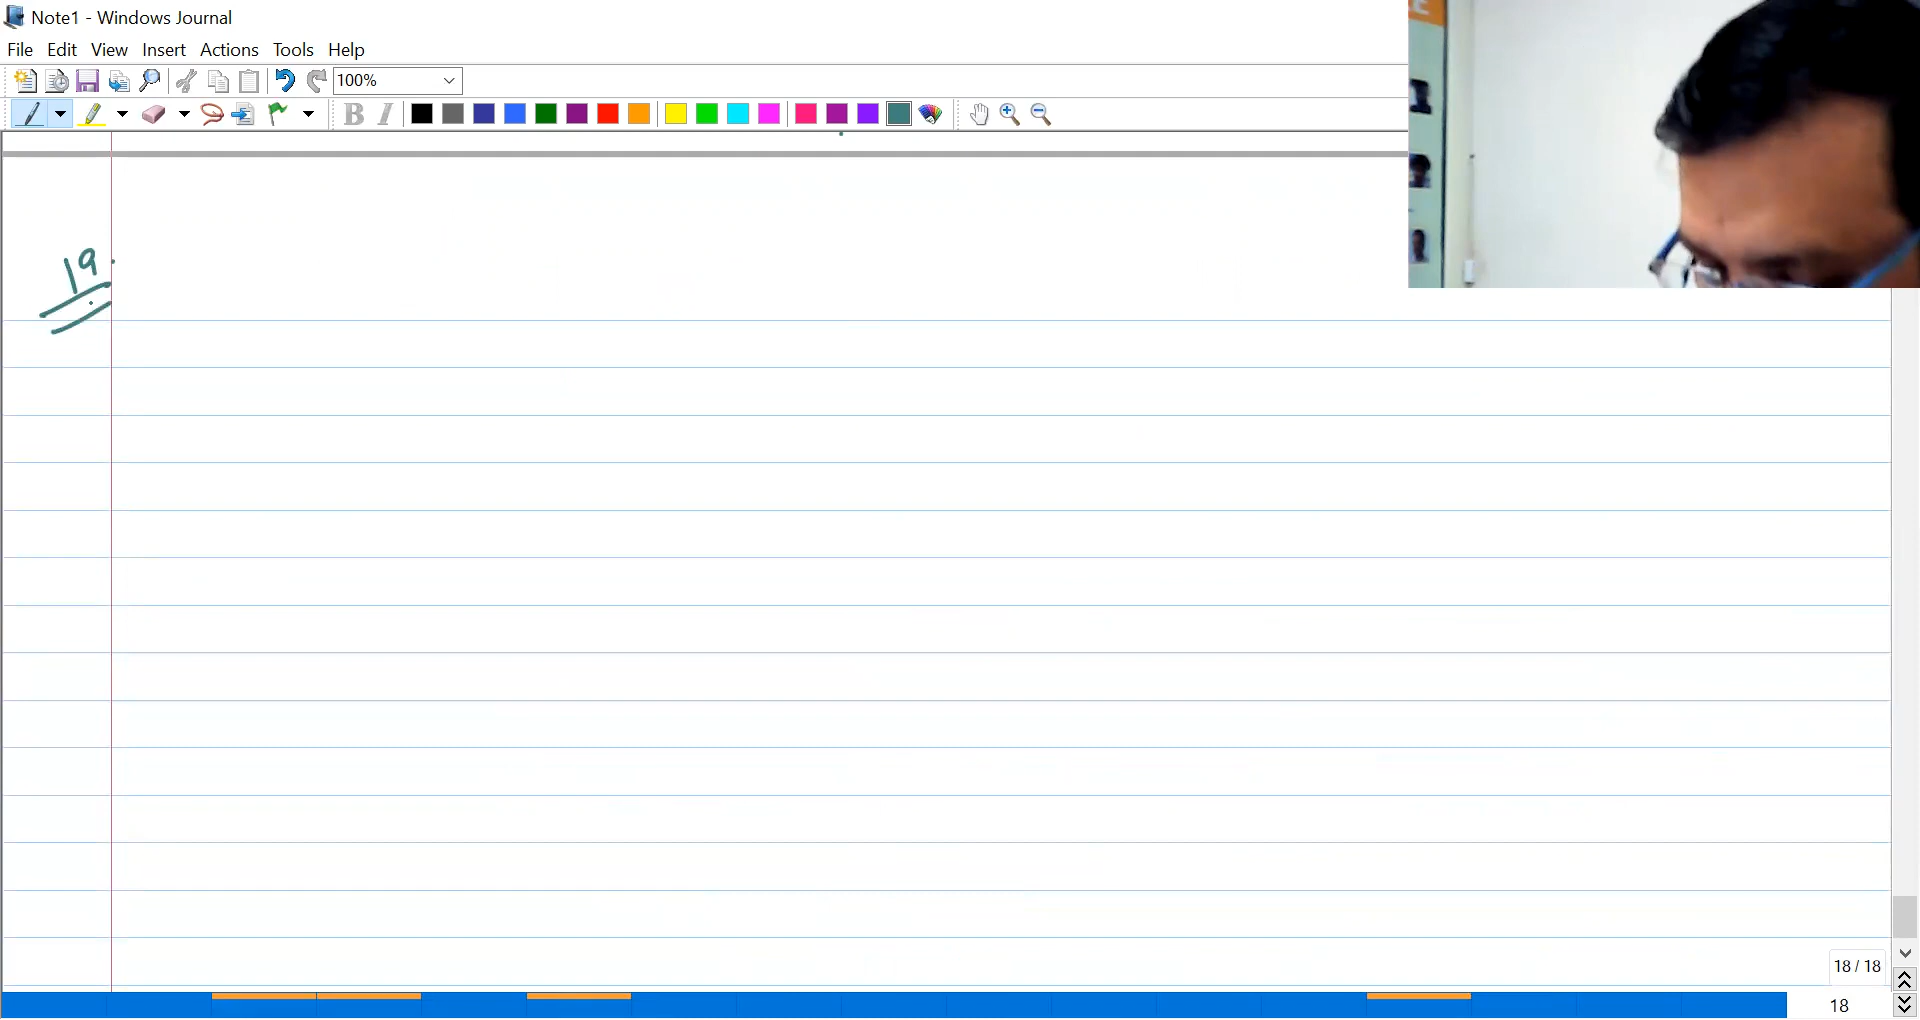 Note1 - Windows Journal
File Edit View Insert Actions Tools Help
100%
B I
19.
18 / 18
18